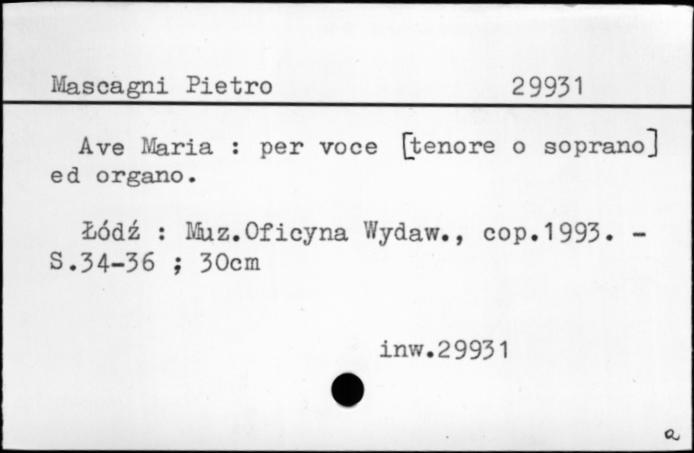 Mascagni Pietro 29931
Ave Maria : per voce [tenore o soprano]
ed organo.
Łódź : Muz.Oficyna Wydaw., cop.1993. -
S.34-36 ; 30cm
inw.29931
a